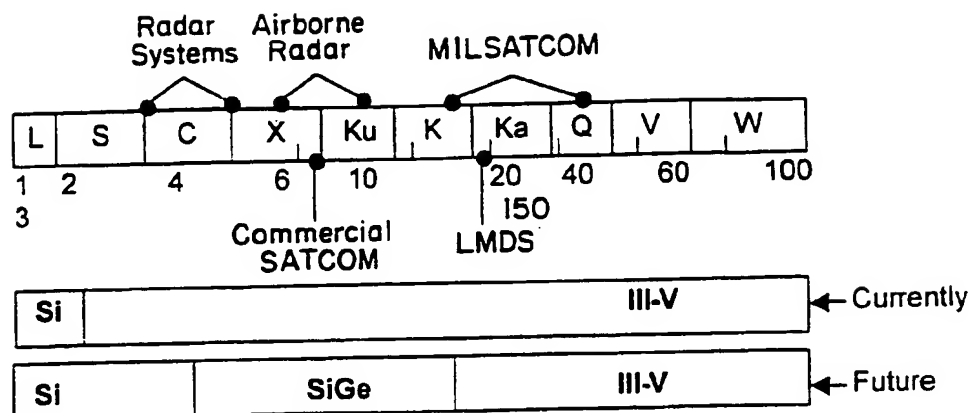 Radar Systems
Airborne Radar
MILSATCOM
L S C X Ku K Ka Q V W
1 2 4 6 10 20 40 60 100
3 150
Commercial SATCOM
LMDS
Si III-V Currently
Si SiGe III-V Future